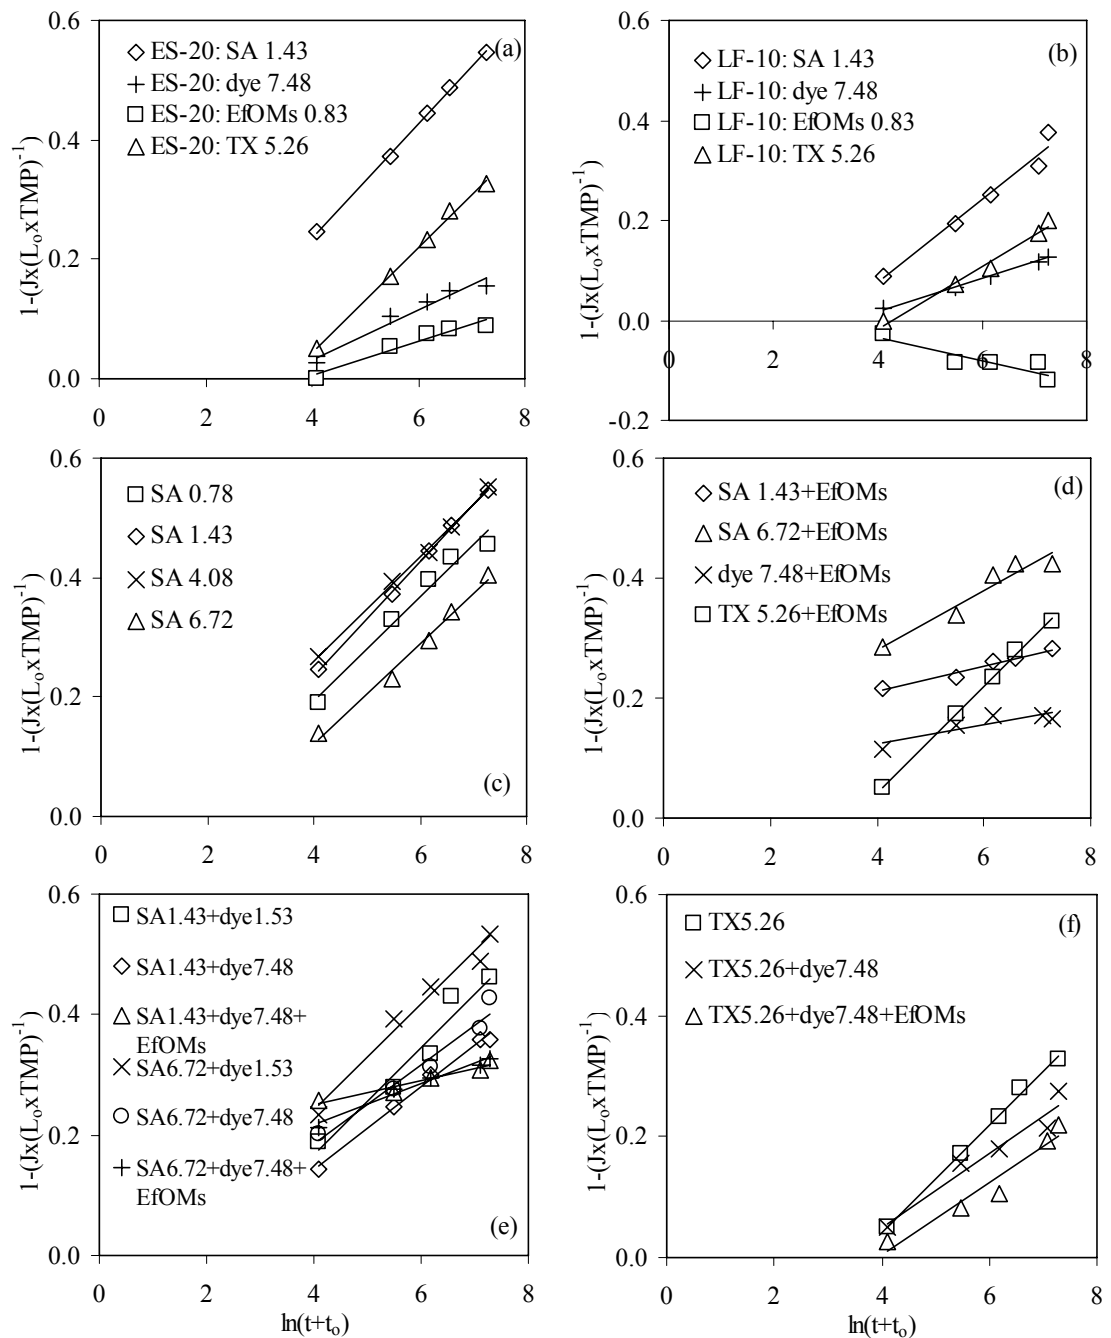 0.6
ES-20: SA 1.43
(a)
ES-20: dye 7.48
ES-20: EfOMs 0.83
ES-20: TX 5.26
0.4
0.2
0.0
0 2 4 6 8
1-(Jx(LₒxTMP)⁻¹
0.6
(b)
LF-10: SA 1.43
LF-10: dye 7.48
LF-10: EfOMs 0.83
LF-10: TX 5.26
0.4
0.2
0.0
0 2 4 6 8
-0.2
1-(Jx(LₒxTMP)⁻¹
0.6
SA 0.78
SA 1.43
SA 4.08
SA 6.72
0.4
0.2
(c)
0.0
0 2 4 6 8
1-(Jx(LₒxTMP)⁻¹
0.6
SA 1.43+EfOMs
(d)
SA 6.72+EfOMs
dye 7.48+EfOMs
TX 5.26+EfOMs
0.4
0.2
0.0
0 2 4 6 8
1-(Jx(LₒxTMP)⁻¹
0.6
SA1.43+dye1.53
SA1.43+dye7.48
SA1.43+dye7.48+
EfOMs
SA6.72+dye1.53
SA6.72+dye7.48
SA6.72+dye7.48+
EfOMs
0.4
0.2
(e)
0.0
0 2 4 6 8
1-(Jx(LₒxTMP)⁻¹
ln(t+tₒ)
0.6
TX5.26
(f)
TX5.26+dye7.48
TX5.26+dye7.48+EfOMs
0.4
0.2
0.0
0 2 4 6 8
1-(Jx(LₒxTMP)⁻¹
ln(t+tₒ)